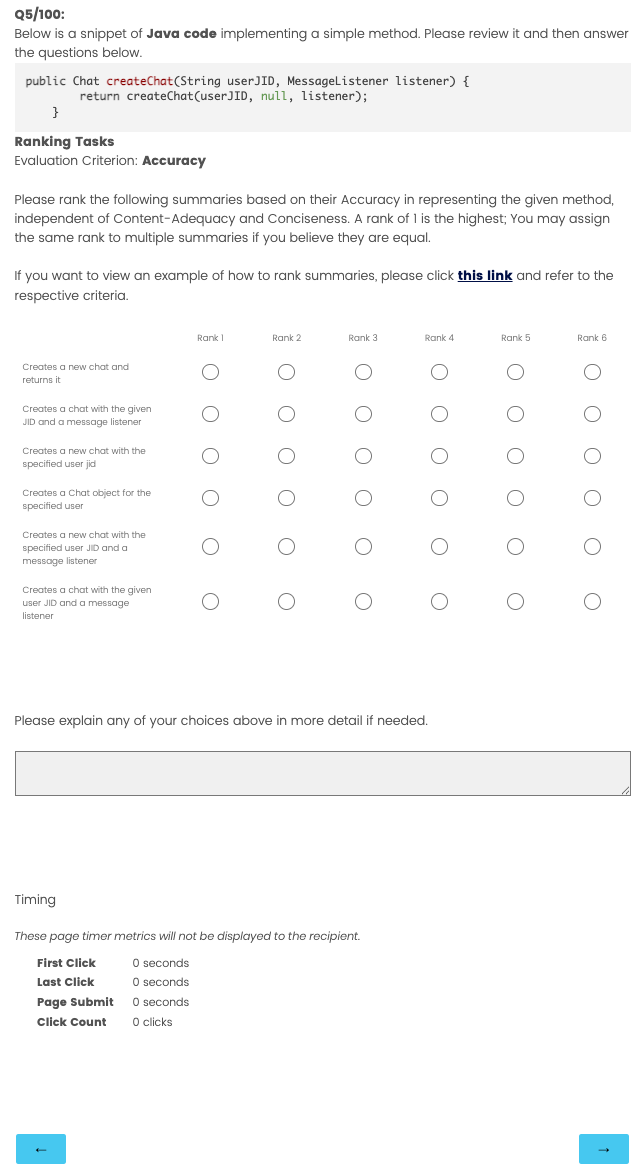 Q5/100:
Below is a snippet of Java code implementing a simple method. Please review it and then answer
the questions below.
public Chat createChat(String userJID, MessageListener listener) {
return createChat(userJID, null, listener);
}
Ranking Tasks
Evaluation Criterion: Accuracy
Please rank the following summaries based on their Accuracy in representing the given method,
independent of Content-Adequacy and Conciseness. A rank of 1 is the highest; You may assign
the same rank to multiple summaries if you believe they are equal.
If you want to view an example of how to rank summaries, please click this link and refer to the
respective criteria.
Rank 1 Rank 2 Rank 3 Rank 4 Rank 5 Rank 6
Creates a new chat and
returns it
Creates a chat with the given
JID and a message listener
Creates a new chat with the
specified user jid
Creates a Chat object for the
specified user
Creates a new chat with the
specified user JID and a
message listener
Creates a chat with the given
user JID and a message
listener
Please explain any of your choices above in more detail if needed.
Timing
These page timer metrics will not be displayed to the recipient.
First Click 0 seconds
Last Click 0 seconds
Page Submit 0 seconds
Click Count 0 clicks
← →